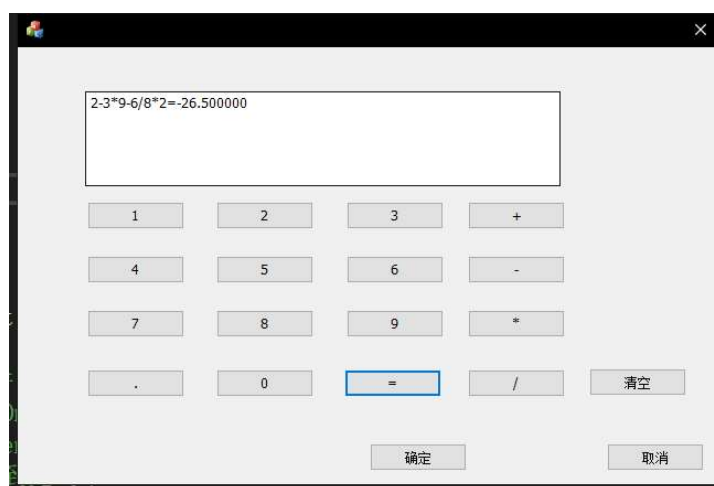 2-3*9-6/8*2=-26.500000
1 2 3 +
4 5 6 -
7 8 9 *
. 0 = / 清空
确定 取消